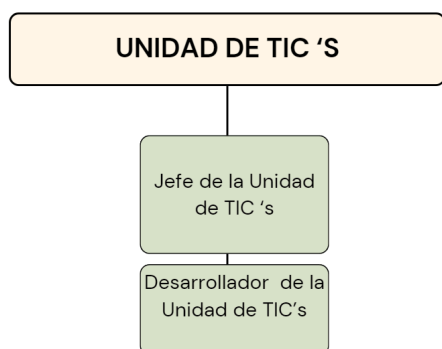 UNIDAD DE TIC ‘S
Jefe de la Unidad
de TIC ‘s
Desarrollador  de la
Unidad de TIC’s